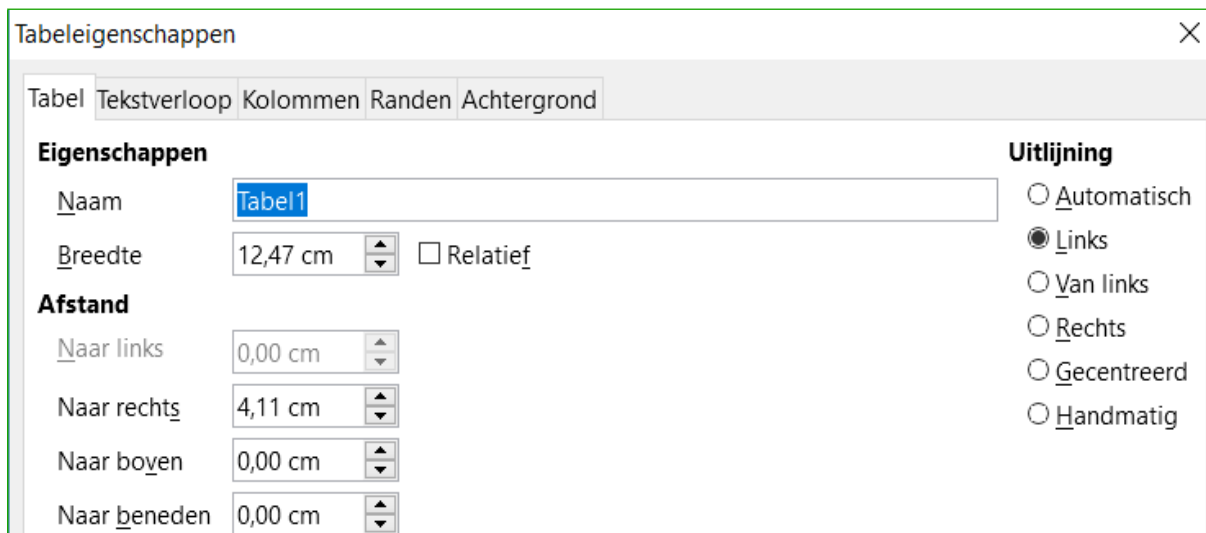 Tabeleigenschappen
Tabel Tekstverloop Kolommen Randen Achtergrond
Eigenschappen
Naam Tabel1
Breedte 12,47 cm Relatief
Afstand
Naar links 0,00 cm
Naar rechts 4,11 cm
Naar boven 0,00 cm
Naar beneden 0,00 cm
Uitlijning
Automatisch
Links
Van links
Rechts
Gecentreerd
Handmatig